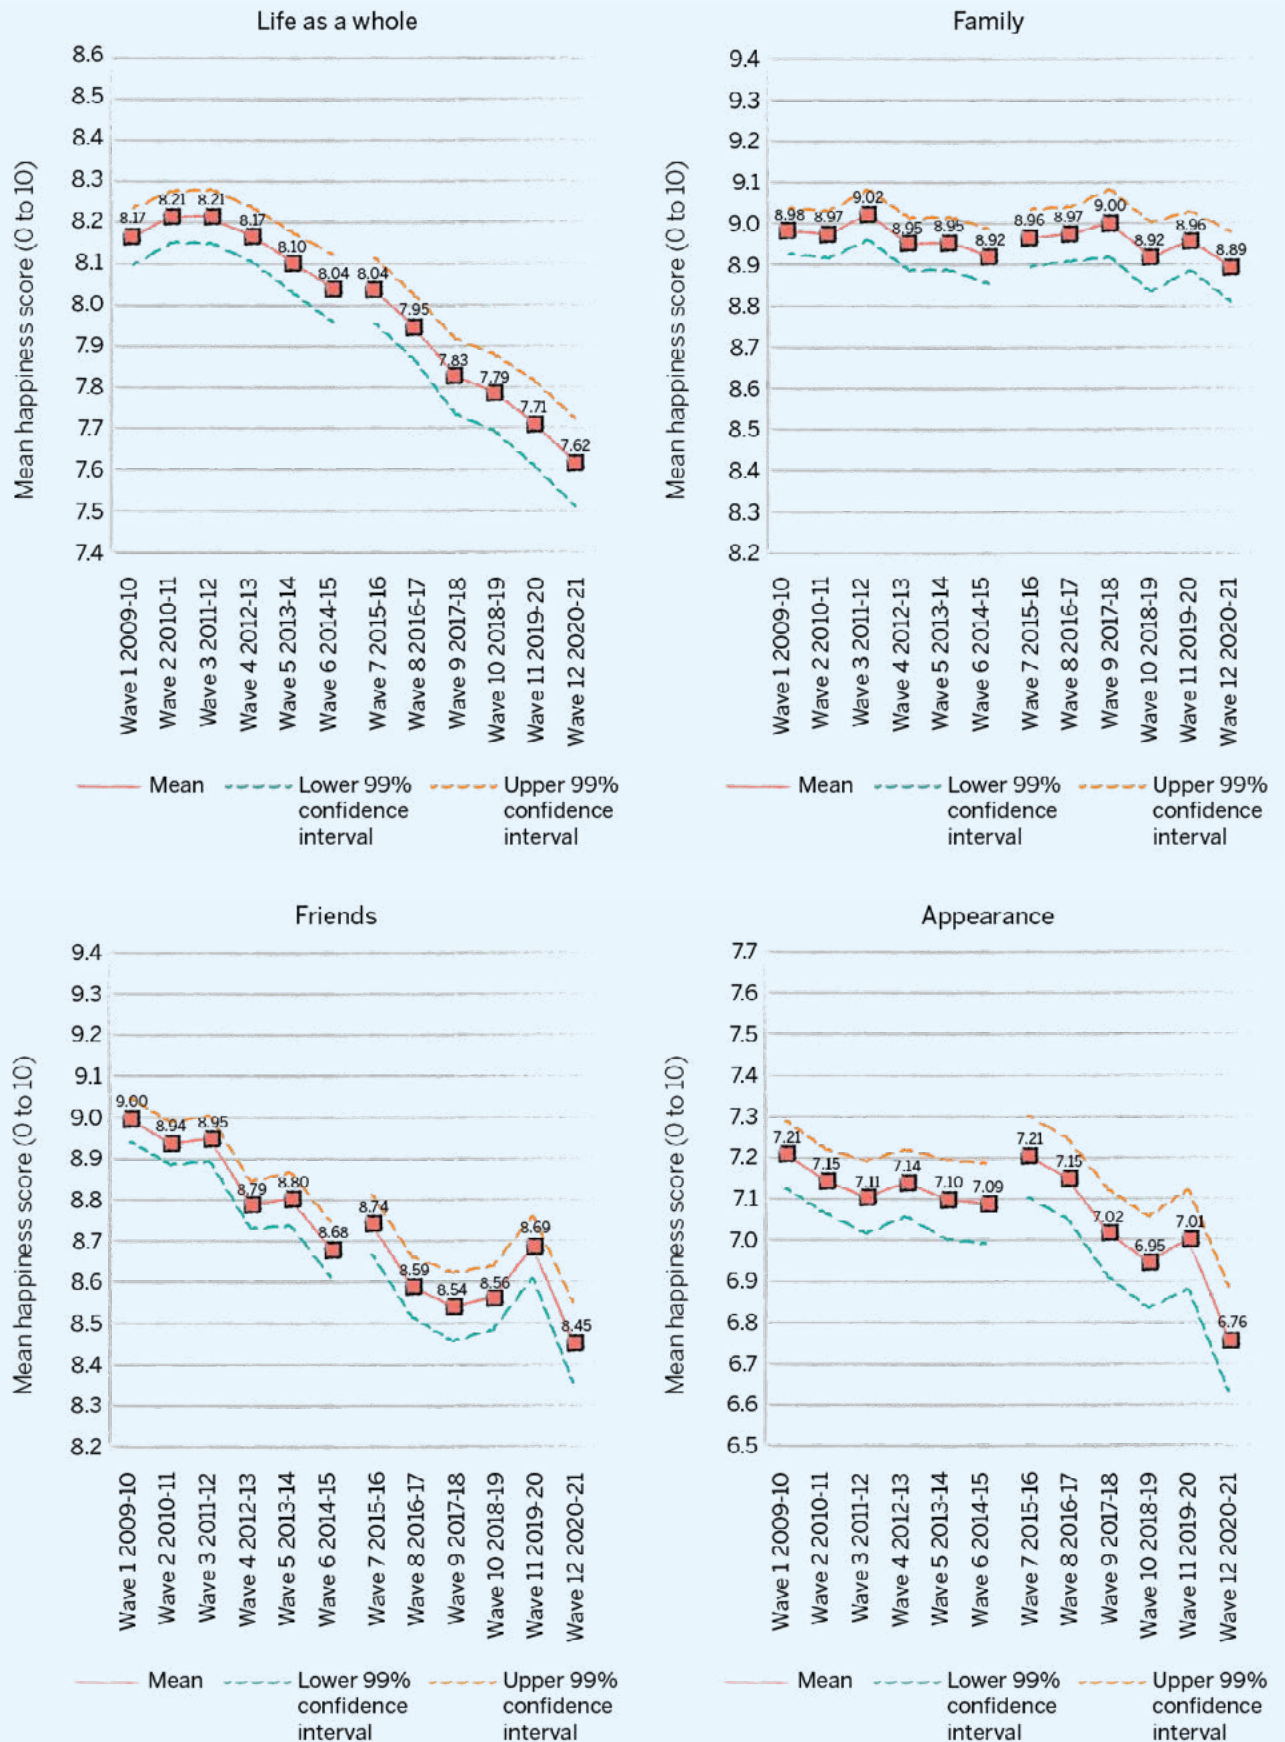 Life as a whole
Mean happiness score (0 to 10)
8.6
8.5
8.4
8.3
8.2
8.1
8.0
7.9
7.8
7.7
7.6
7.5
7.4
8.17
8.21
8.21
8.17
8.10
8.04
8.04
7.95
7.83
7.79
7.71
7.62
Wave 1 2009-10
Wave 2 2010-11
Wave 3 2011-12
Wave 4 2012-13
Wave 5 2013-14
Wave 6 2014-15
Wave 7 2015-16
Wave 8 2016-17
Wave 9 2017-18
Wave 10 2018-19
Wave 11 2019-20
Wave 12 2020-21
Mean
Lower 99%
confidence
interval
Upper 99%
confidence
interval
Family
Mean happiness score (0 to 10)
9.4
9.3
9.2
9.1
9.0
8.9
8.8
8.7
8.6
8.5
8.4
8.3
8.2
8.98
8.97
9.02
8.95
8.95
8.92
8.96
8.97
9.00
8.92
8.96
8.89
Wave 1 2009-10
Wave 2 2010-11
Wave 3 2011-12
Wave 4 2012-13
Wave 5 2013-14
Wave 6 2014-15
Wave 7 2015-16
Wave 8 2016-17
Wave 9 2017-18
Wave 10 2018-19
Wave 11 2019-20
Wave 12 2020-21
Mean
Lower 99%
confidence
interval
Upper 99%
confidence
interval
Friends
Mean happiness score (0 to 10)
9.4
9.3
9.2
9.1
9.0
8.9
8.8
8.7
8.6
8.5
8.4
8.3
8.2
9.00
8.94
8.95
8.79
8.80
8.68
8.74
8.59
8.54
8.56
8.69
8.45
Wave 1 2009-10
Wave 2 2010-11
Wave 3 2011-12
Wave 4 2012-13
Wave 5 2013-14
Wave 6 2014-15
Wave 7 2015-16
Wave 8 2016-17
Wave 9 2017-18
Wave 10 2018-19
Wave 11 2019-20
Wave 12 2020-21
Mean
Lower 99%
confidence
interval
Upper 99%
confidence
interval
Appearance
Mean happiness score (0 to 10)
7.7
7.6
7.5
7.4
7.3
7.2
7.1
7.0
6.9
6.8
6.7
6.6
6.5
7.21
7.15
7.11
7.14
7.10
7.09
7.21
7.15
7.02
6.95
7.01
6.76
Wave 1 2009-10
Wave 2 2010-11
Wave 3 2011-12
Wave 4 2012-13
Wave 5 2013-14
Wave 6 2014-15
Wave 7 2015-16
Wave 8 2016-17
Wave 9 2017-18
Wave 10 2018-19
Wave 11 2019-20
Wave 12 2020-21
Mean
Lower 99%
confidence
interval
Upper 99%
confidence
interval